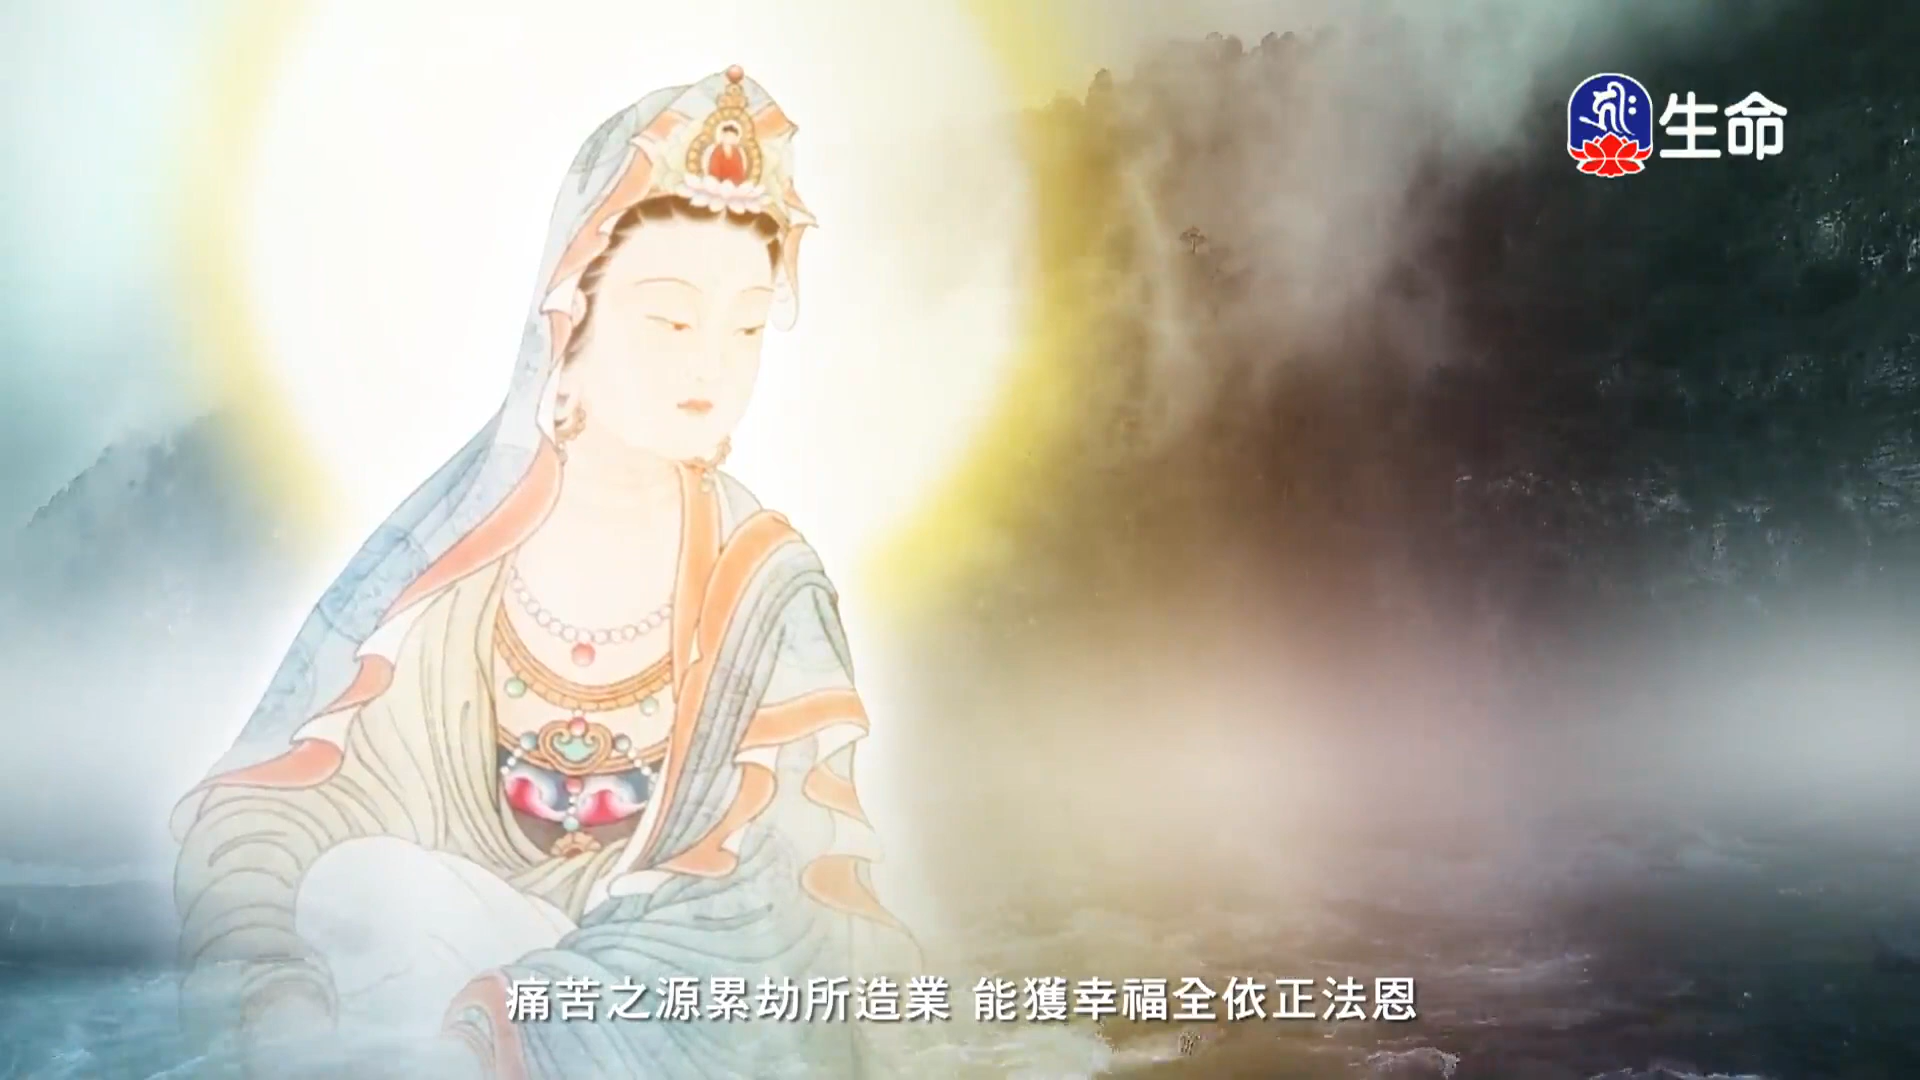 生命
痛苦之源累劫所造業 能獲幸福全依正法恩